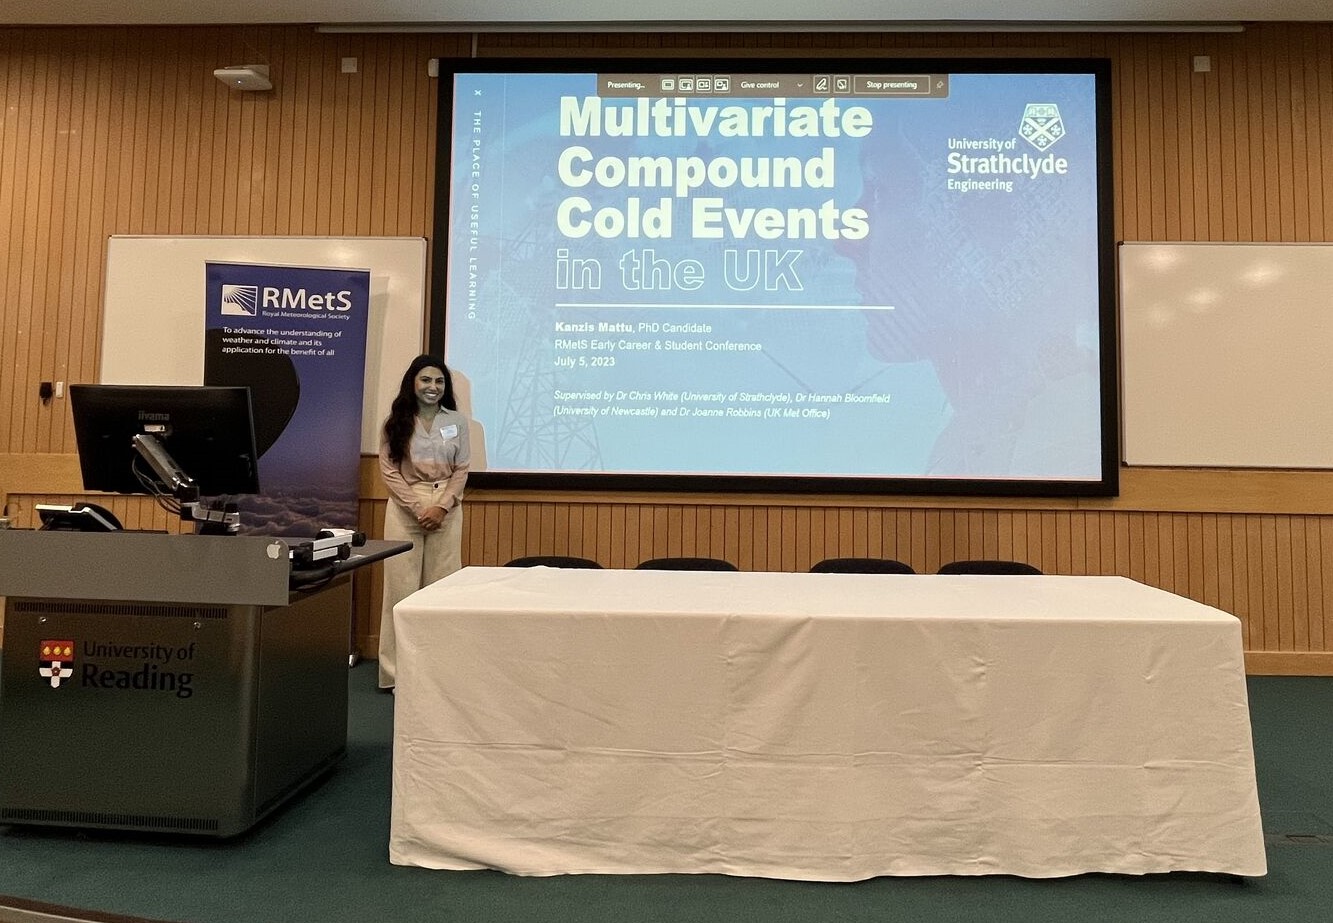 Presenting...
Give control
Stop presenting
X THE PLACE OF USEFUL LEARNING
Multivariate
Compound
Cold Events
in the UK
Kanzis Mattu, PhD Candidate
RMetS Early Career & Student Conference
July 5, 2023
Supervised by Dr Chris White (University of Strathclyde), Dr Hannah Bloomfield
(University of Newcastle) and Dr Joanne Robbins (UK Met Office)
University of
Strathclyde
Engineering
RMetS
Royal Meteorological Society
To advance the understanding of
weather and climate and its
application for the benefit of all
iiyama
University of
Reading